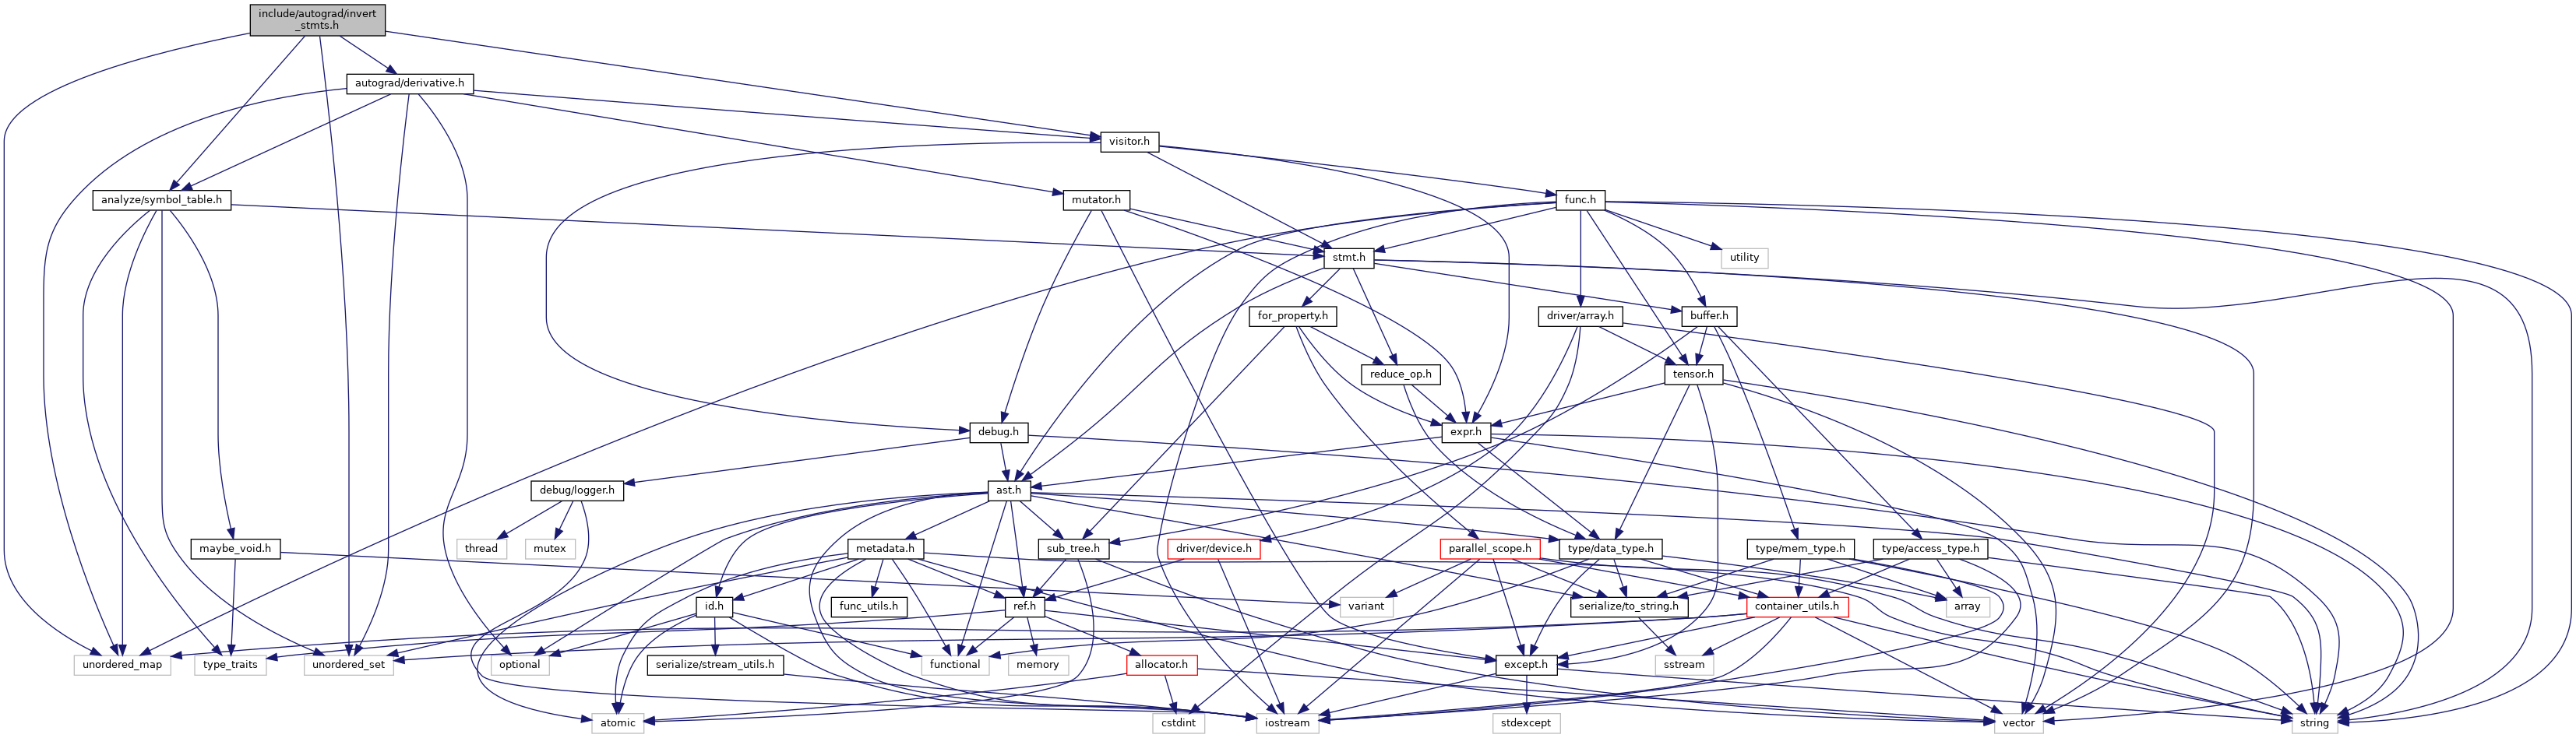 include/autograd/invert
_stmts.h
autograd/derivative.h
visitor.h
analyze/symbol_table.h
mutator.h
func.h
stmt.h
utility
for_property.h
driver/array.h
buffer.h
reduce_op.h
tensor.h
debug.h
expr.h
debug/logger.h
ast.h
thread
mutex
maybe_void.h
metadata.h
sub_tree.h
driver/device.h
parallel_scope.h
type/data_type.h
type/mem_type.h
type/access_type.h
id.h
func_utils.h
ref.h
variant
serialize/to_string.h
container_utils.h
array
unordered_map
type_traits
unordered_set
optional
serialize/stream_utils.h
functional
memory
allocator.h
except.h
sstream
atomic
cstdint
iostream
stdexcept
vector
string